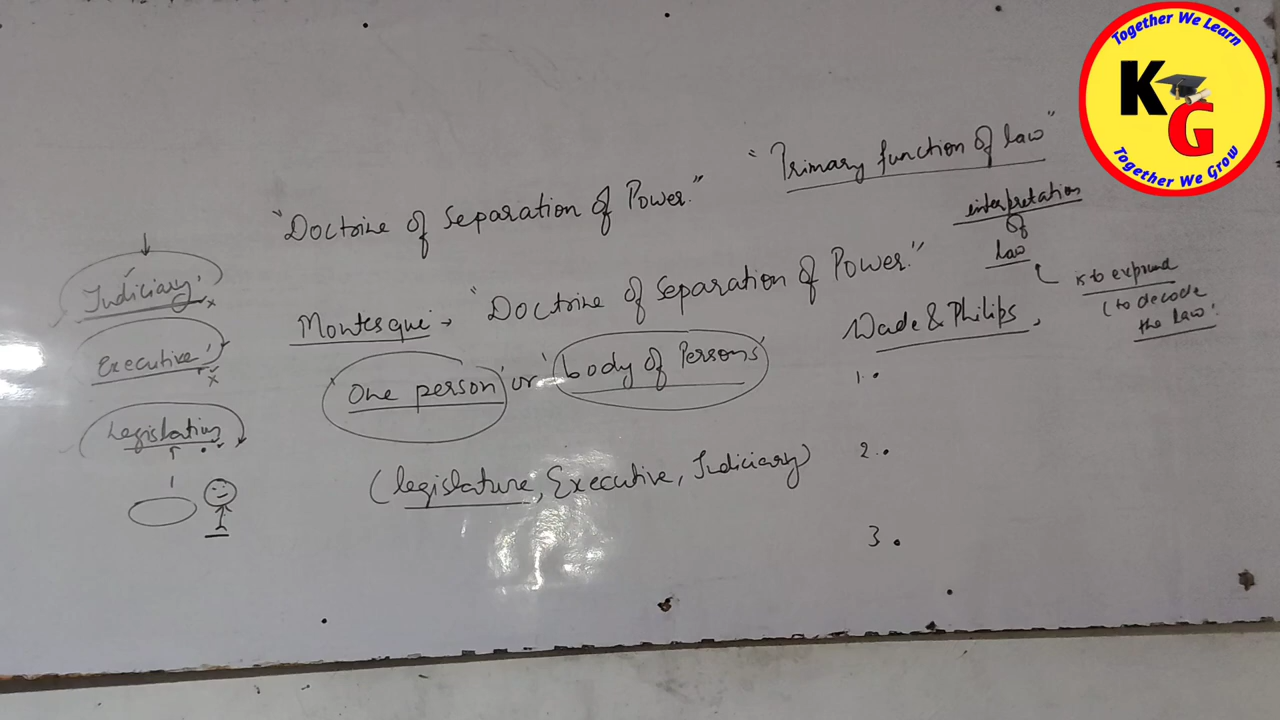 Together We Learn
KG
Together We Grow
"Primary function of law"
"Doctrine of Separation of Power."
interpretation
of
law
is to expound
(to decode
the law.
Judiciary.
Executive.
Montesque → "Doctrine of Separation of Power."
Wade & Philips,
'One person' or 'body of Persons'
1.
2.
3.
(legislature, Executive, Judiciary)